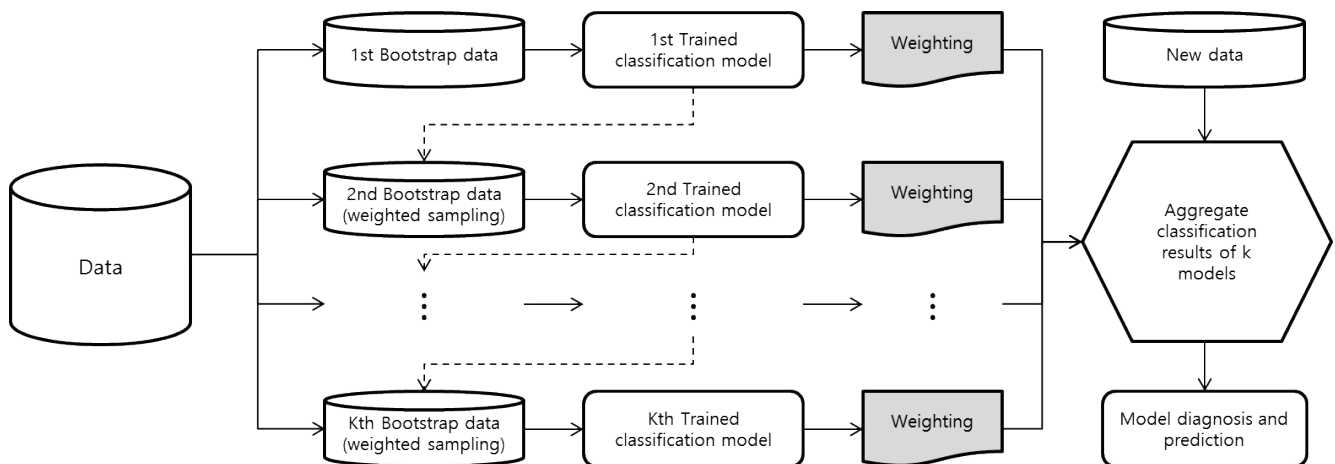 1st Bootstrap data
1st Trained
classification model
Weighting
New data
2nd Bootstrap data
(weighted sampling)
2nd Trained
classification model
Weighting
Data
Aggregate
classification
results of k
models
Kth Bootstrap data
(weighted sampling)
Kth Trained
classification model
Weighting
Model diagnosis and
prediction